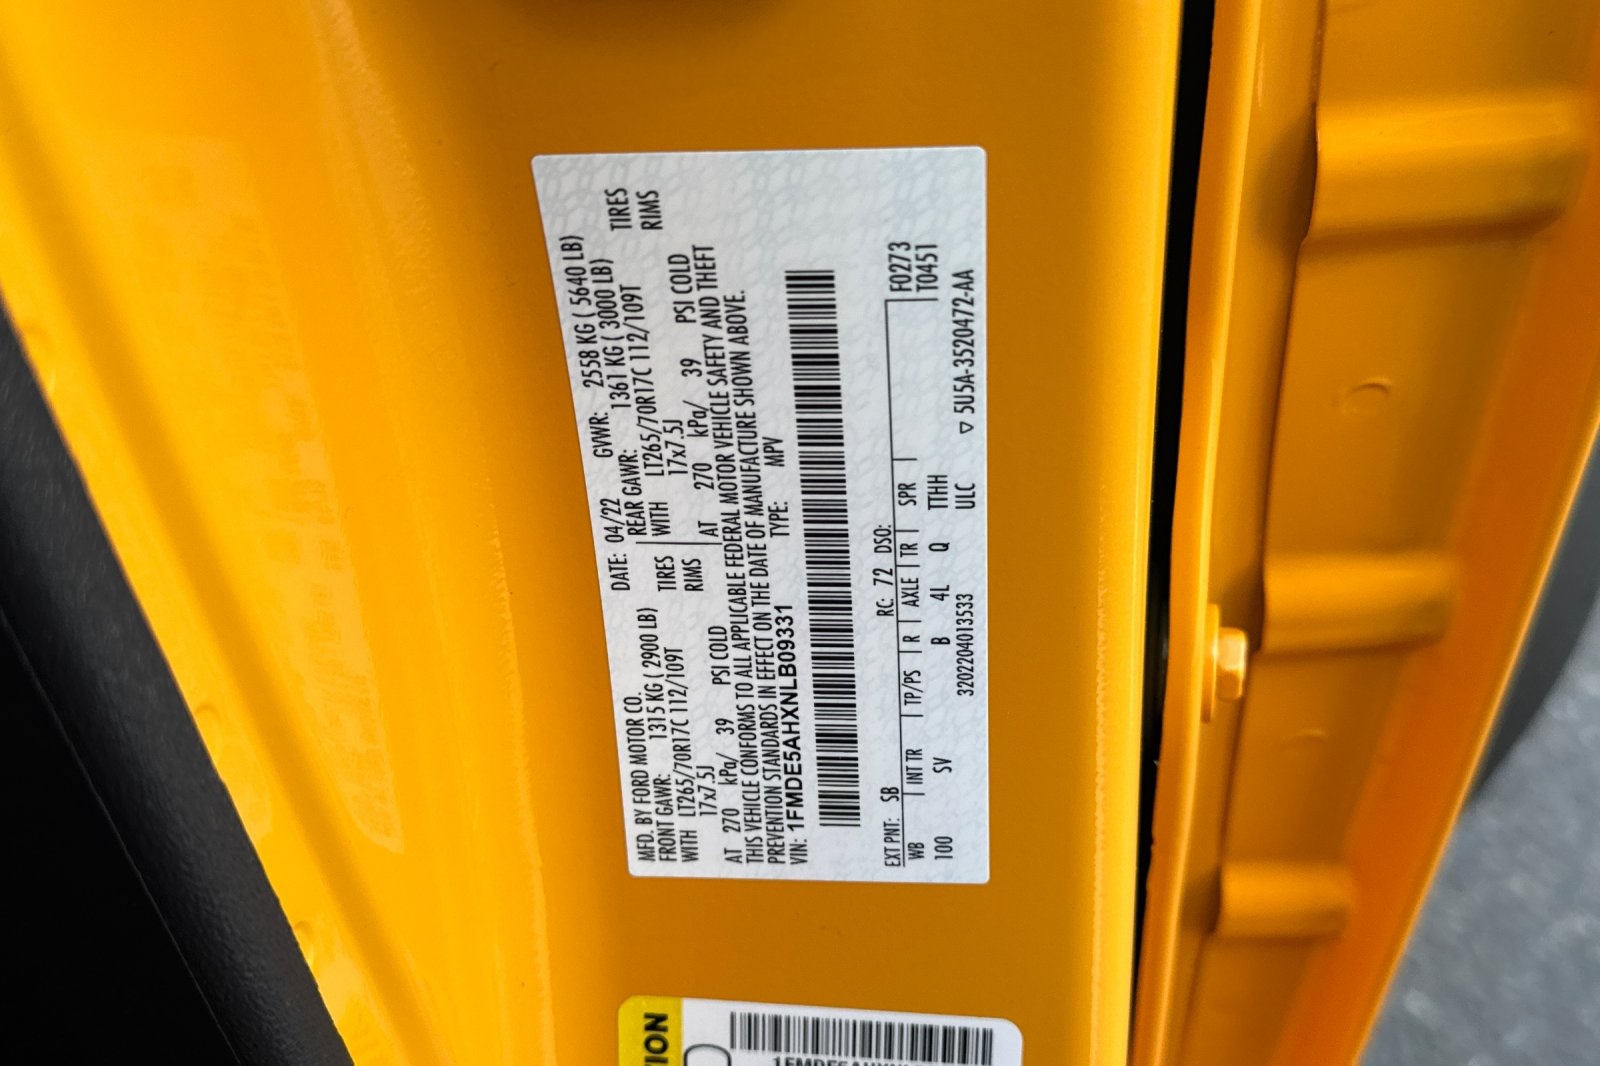 MFD. BY FORD MOTOR CO.
DATE: 04/22 GVWR: 2558 KG ( 5640 LB)
FRONT GAWR: 1315 KG ( 2900 LB) REAR GAWR: 1361 KG ( 3000 LB)
WITH LT265/70R17C 112/109T TIRES WITH LT265/70R17C 112/109T TIRES
17x7.5J RIMS 17x7.5J RIMS
AT 270 kPa/ 39 PSI COLD AT 270 kPa/ 39 PSI COLD
THIS VEHICLE CONFORMS TO ALL APPLICABLE FEDERAL MOTOR VEHICLE SAFETY AND THEFT
PREVENTION STANDARDS IN EFFECT ON THE DATE OF MANUFACTURE SHOWN ABOVE.
VIN: 1FMDE5AHXNLB09331 TYPE: MPV
EXT PNT: SB RC: 72 DSO: F0273
WB INT TR TP/PS R AXLE TR SPR T0451
100 SV B 4L Q TTHH
3202204013533 ULC ▽ 5U5A-3520472-AA